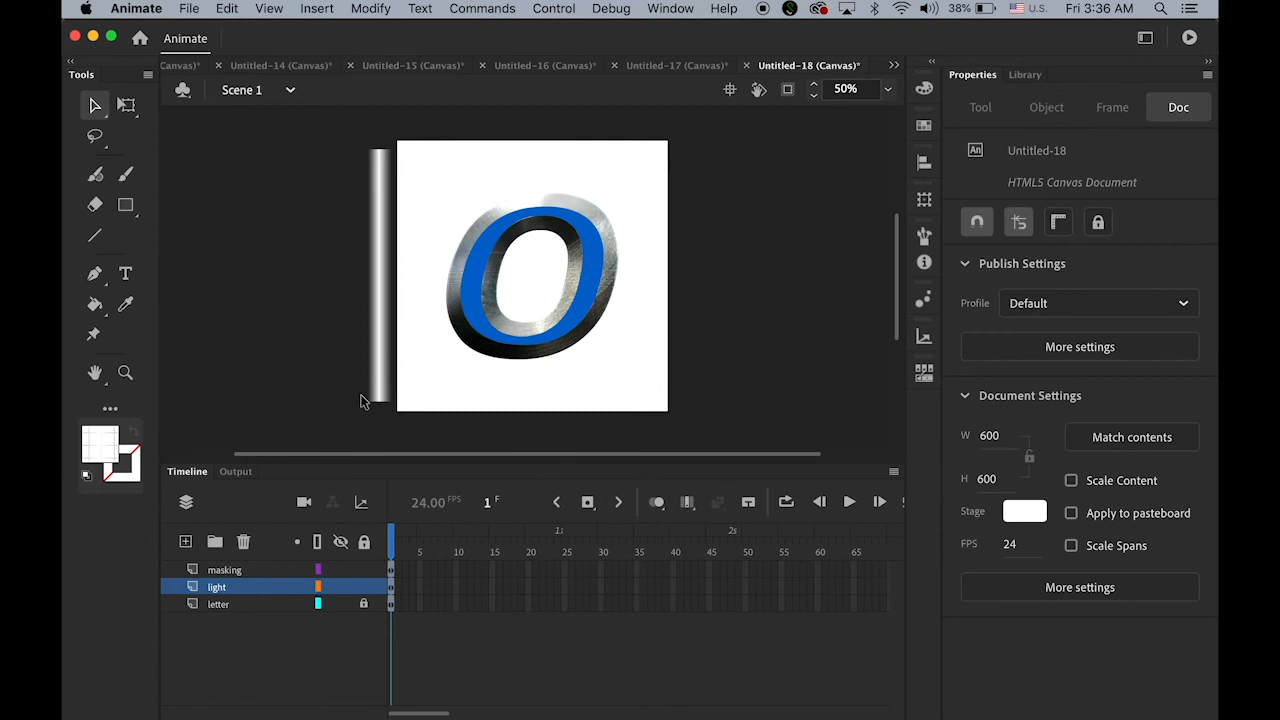 Animate File Edit View Insert Modify Text Commands Control Debug Window Help 38% U.S. Fri 3:36 AM
Animate
Tools
Canvas)* Untitled-14 (Canvas)* Untitled-15 (Canvas)* Untitled-16 (Canvas)* Untitled-17 (Canvas)* Untitled-18 (Canvas)*
Properties Library
Scene 1 50%
Tool Object Frame Doc
An Untitled-18
HTML5 Canvas Document
O
Publish Settings
Profile Default
More settings
Document Settings
W 600 Match contents
H 600 Scale Content
Stage Apply to pasteboard
FPS 24 Scale Spans
More settings
Timeline Output
24.00 FPS 1 F
1s 2s
5 10 15 20 25 30 35 40 45 50 55 60 65
masking
light
letter